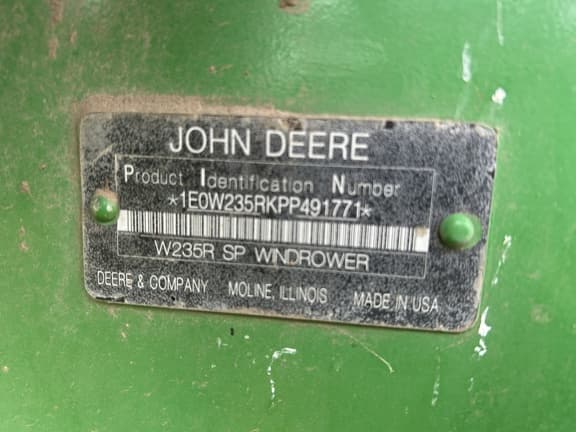 JOHN DEERE
Product Identification Number
*1E0W235RKPP491771*
W235R SP WINDROWER
DEERE & COMPANY MOLINE, ILLINOIS MADE IN USA